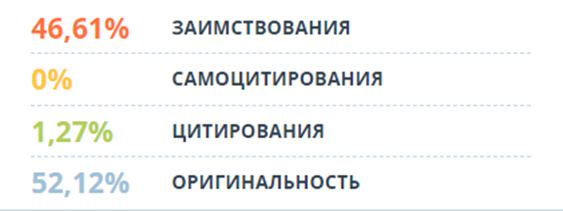 46,61% ЗАИМСТВОВАНИЯ
0% САМОЦИТИРОВАНИЯ
1,27% ЦИТИРОВАНИЯ
52,12% ОРИГИНАЛЬНОСТЬ